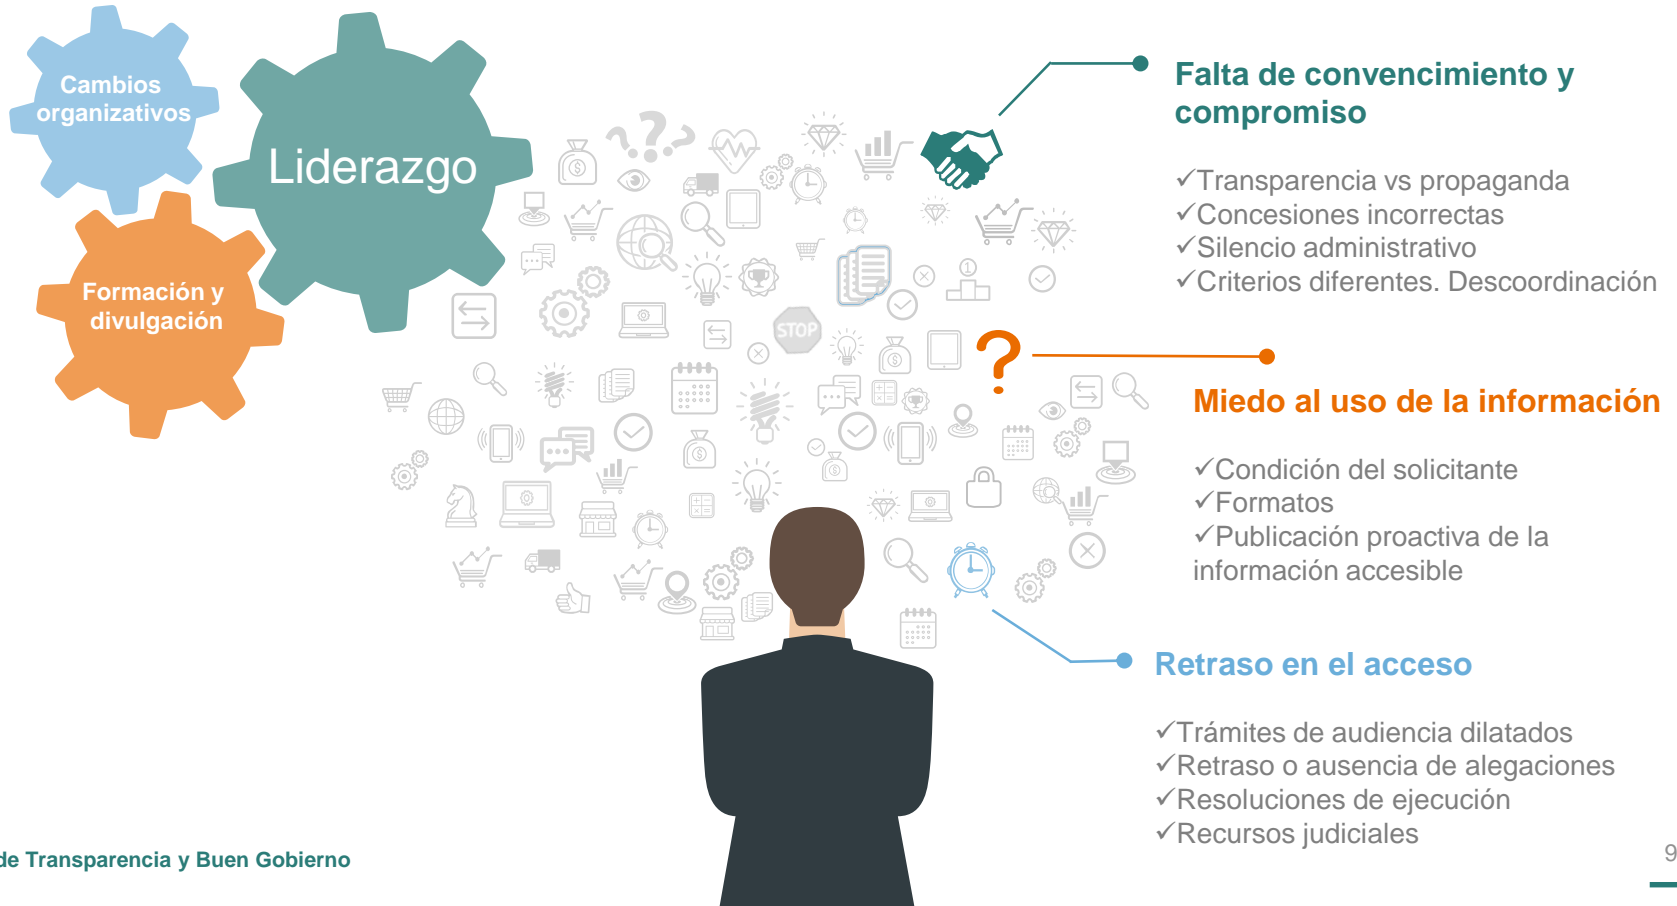 Cambios
organizativos
Liderazgo
Formación y
divulgación
STOP
Falta de convencimiento y
compromiso
✓Transparencia vs propaganda
✓Concesiones incorrectas
✓Silencio administrativo
✓Criterios diferentes. Descoordinación
Miedo al uso de la información
✓Condición del solicitante
✓Formatos
✓Publicación proactiva de la
información accesible
Retraso en el acceso
✓Trámites de audiencia dilatados
✓Retraso o ausencia de alegaciones
✓Resoluciones de ejecución
✓Recursos judiciales
de Transparencia y Buen Gobierno
9